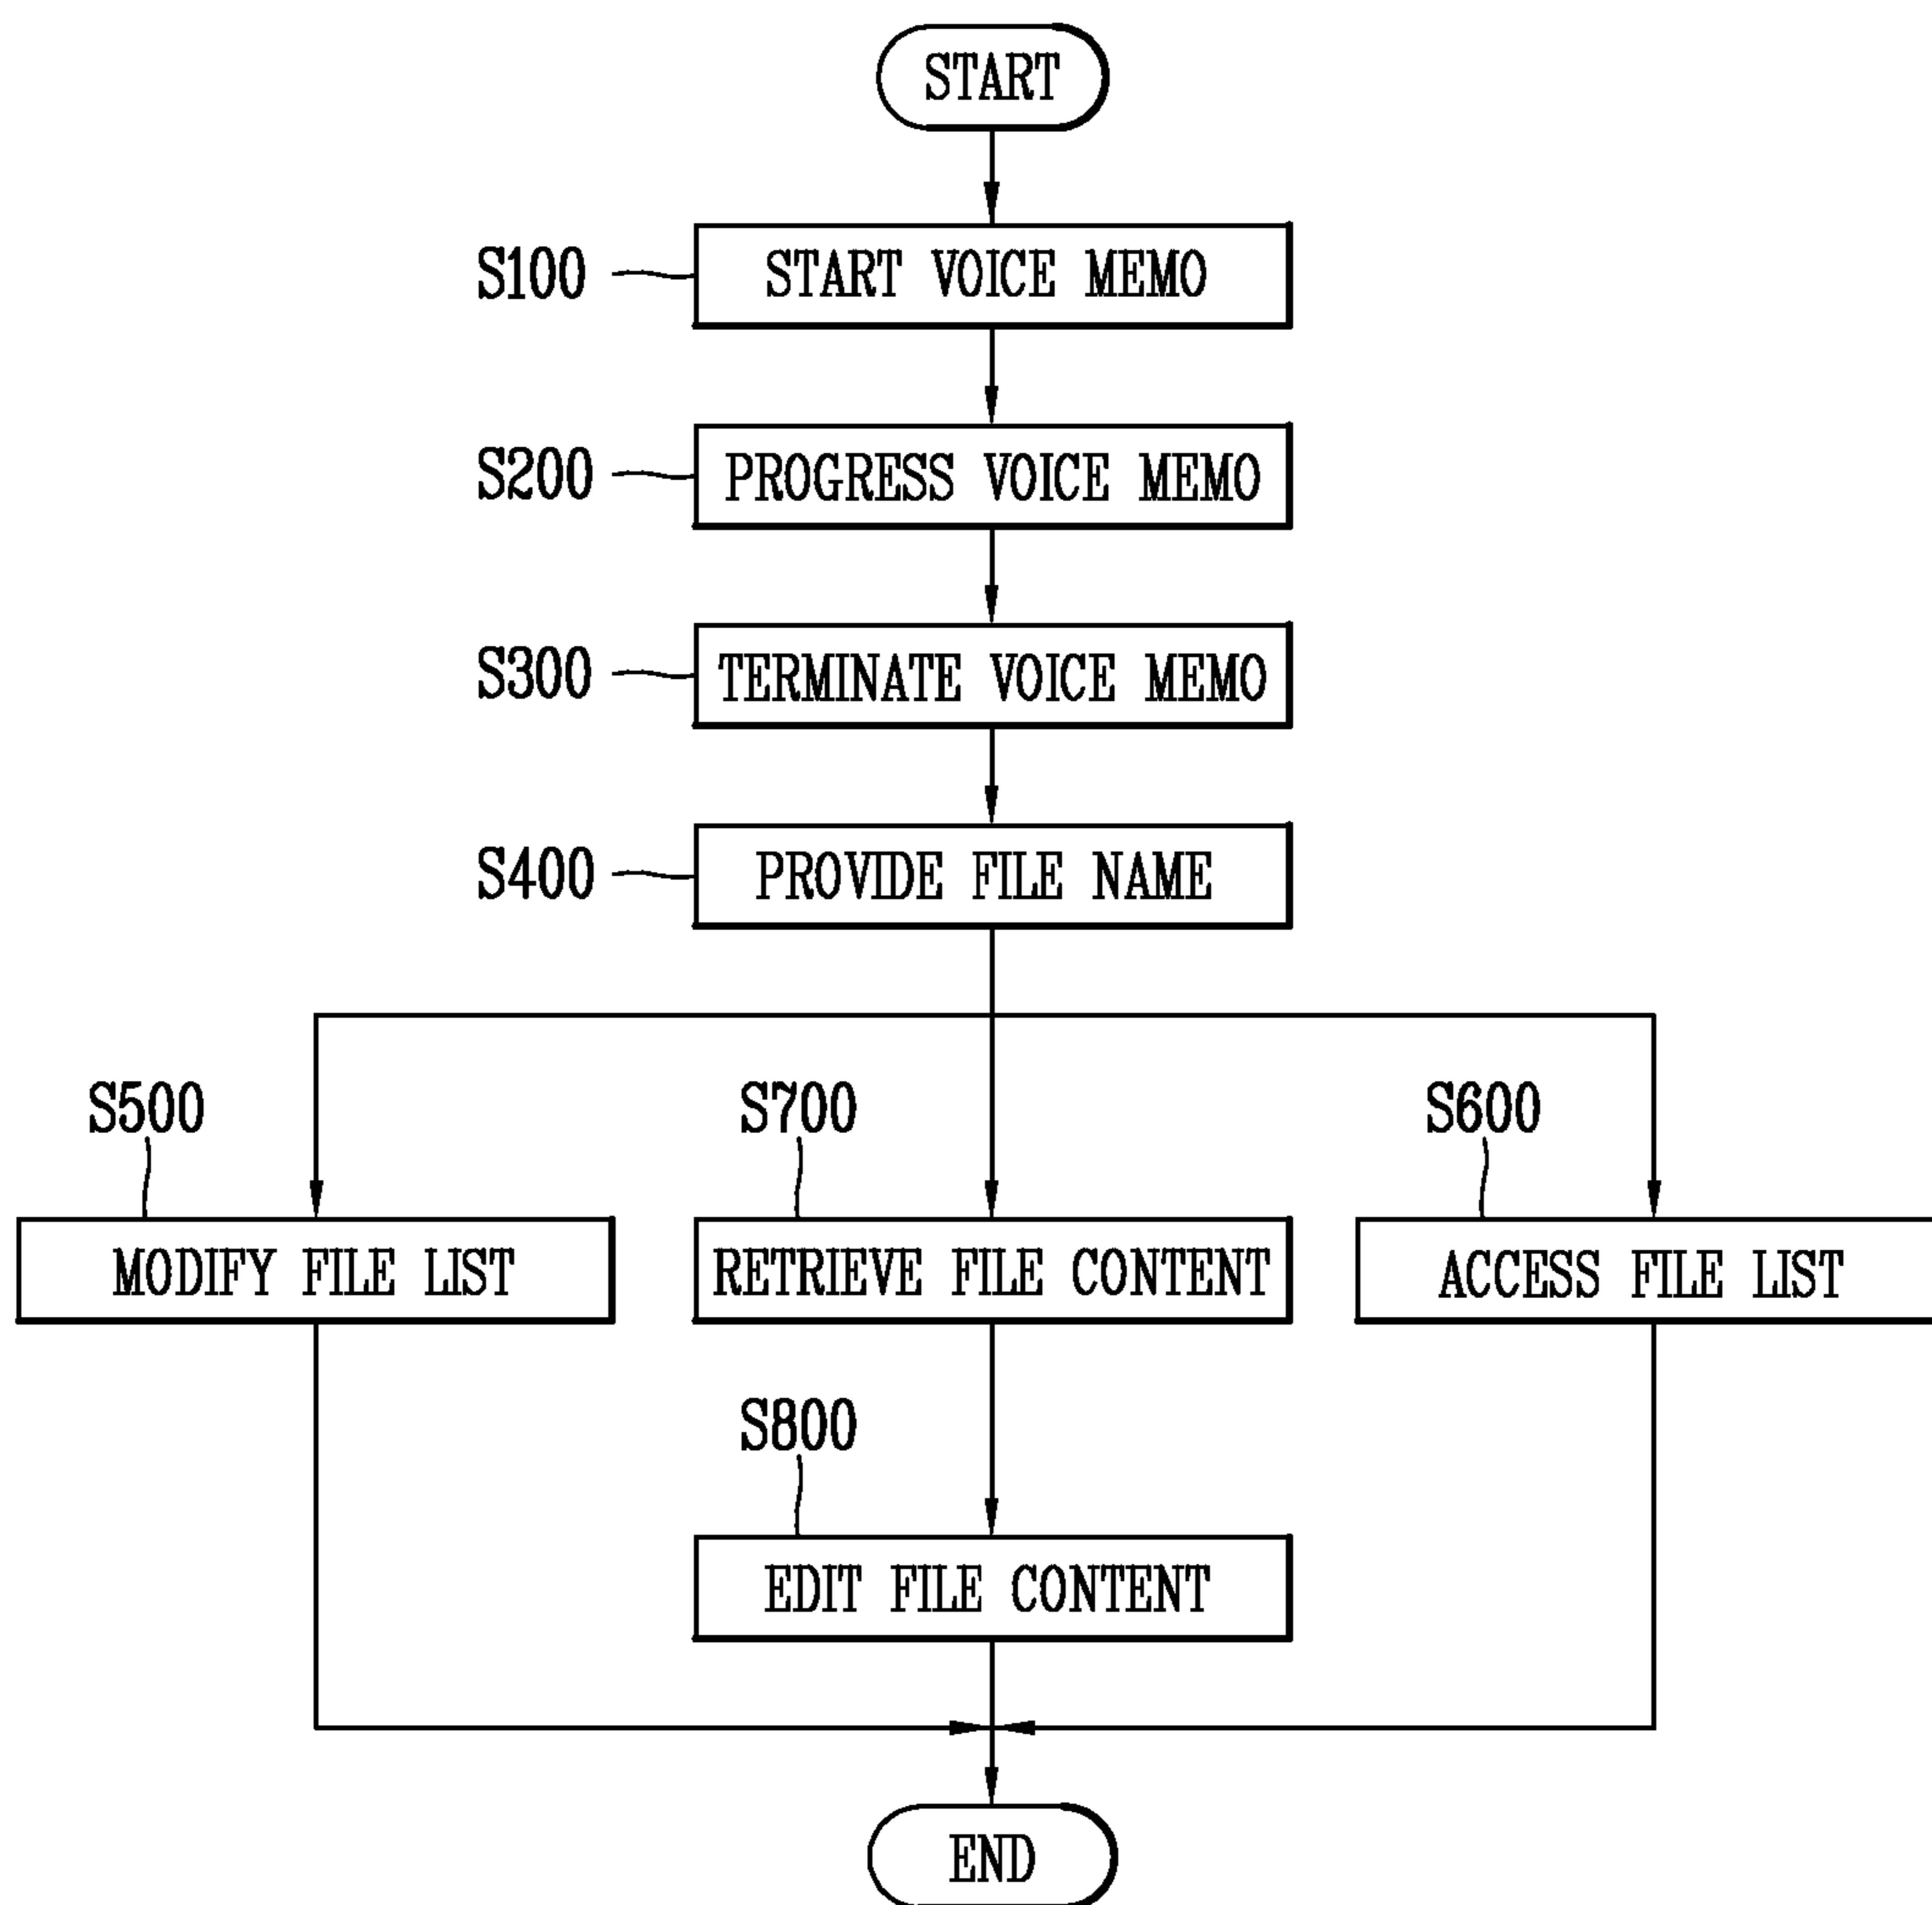 START
S100 START VOICE MEMO
S200 PROGRESS VOICE MEMO
S300 TERMINATE VOICE MEMO
S400 PROVIDE FILE NAME
S500 S700 S600
MODIFY FILE LIST RETRIEVE FILE CONTENT ACCESS FILE LIST
S800
EDIT FILE CONTENT
END